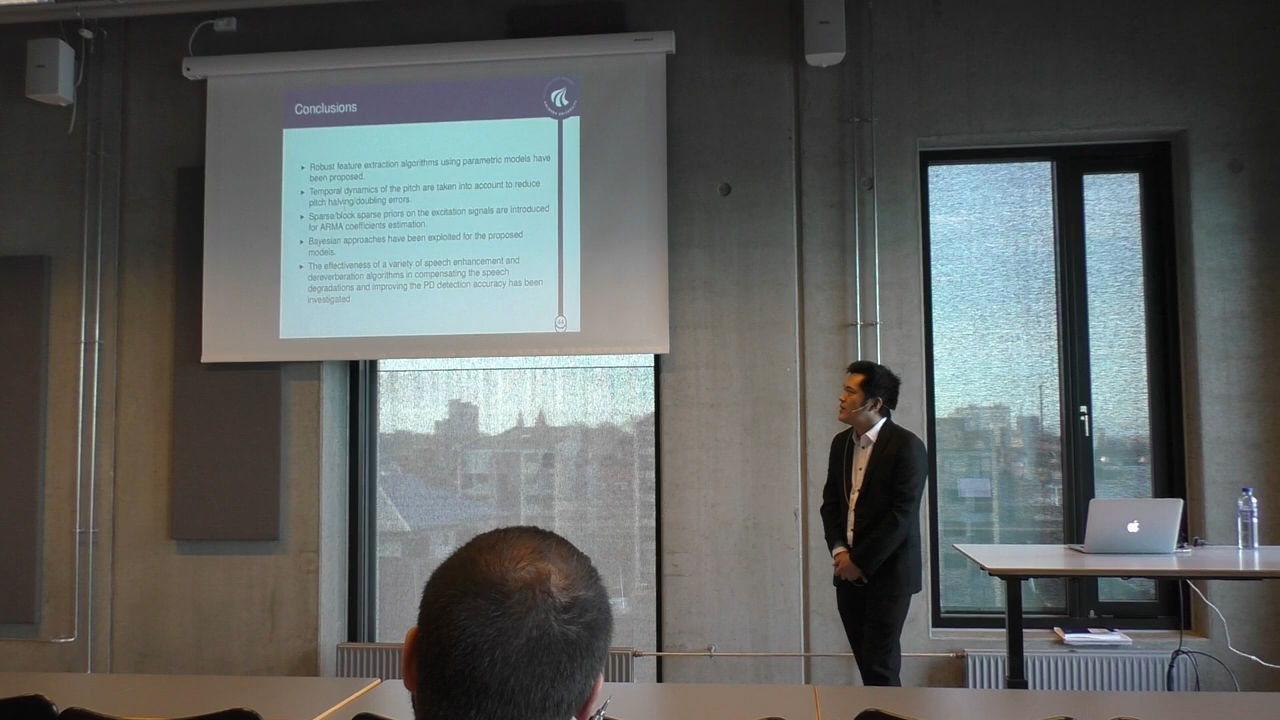 Conclusions
▸ Robust feature extraction algorithms using parametric models have
been proposed.
▸ Temporal dynamics of the pitch are taken into account to reduce
pitch halving/doubling errors.
▸ Sparse/block sparse priors on the excitation signals are introduced
for ARMA coefficients estimation.
▸ Bayesian approaches have been exploited for the proposed
models.
▸ The effectiveness of a variety of speech enhancement and
dereverberation algorithms in compensating the speech
degradations and improving the PD detection accuracy has been
investigated
44